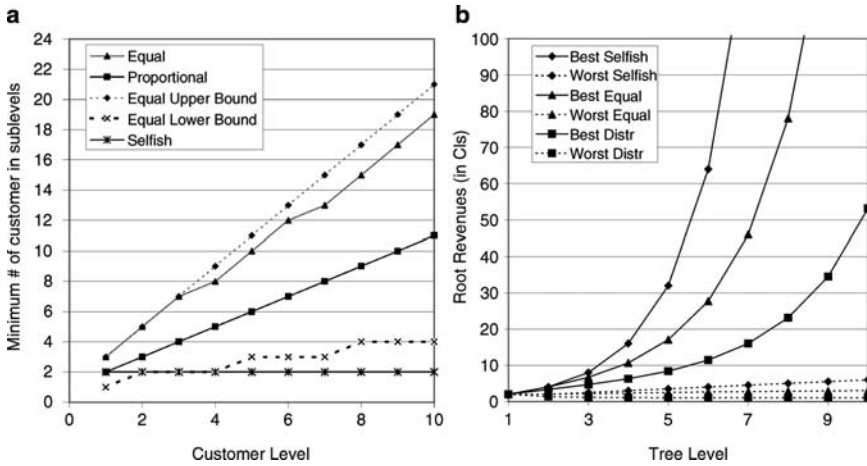 a
Minimum # of customer in sublevels
24
22
20
18
16
14
12
10
8
6
4
2
0
Equal
Proportional
Equal Upper Bound
Equal Lower Bound
Selfish
0 2 4 6 8 10
Customer Level
b
Root Revenues (in CIs)
100
90
80
70
60
50
40
30
20
10
0
Best Selfish
Worst Selfish
Best Equal
Worst Equal
Best Distr
Worst Distr
1 3 5 7 9
Tree Level